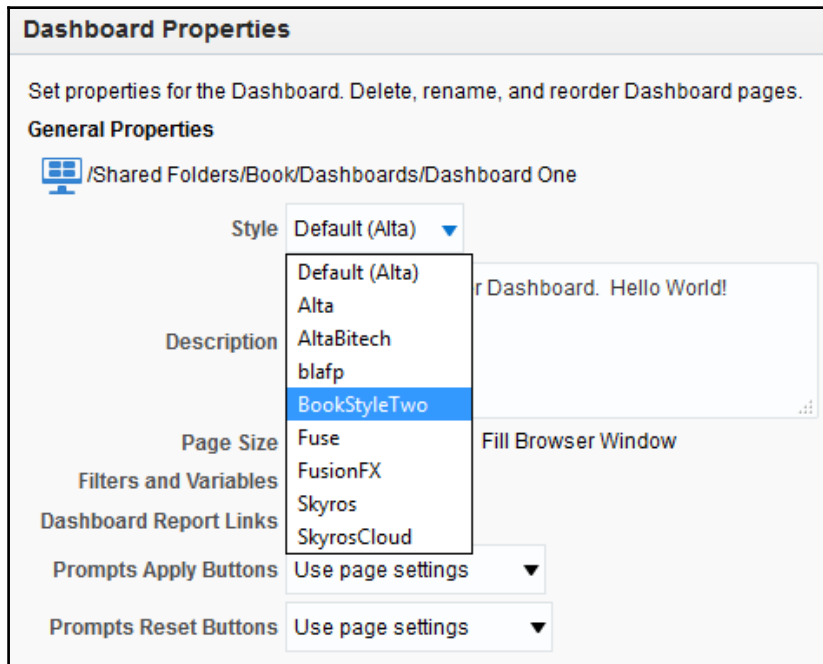 Dashboard Properties
Set properties for the Dashboard. Delete, rename, and reorder Dashboard pages.
General Properties
/Shared Folders/Book/Dashboards/Dashboard One
Style Default (Alta)
Default (Alta)
r Dashboard. Hello World!
Alta
Description AltaBitech
blafp
BookStyleTwo
Page Size Fuse Fill Browser Window
Filters and Variables FusionFX
Skyros
Dashboard Report Links SkyrosCloud
Prompts Apply Buttons Use page settings
Prompts Reset Buttons Use page settings